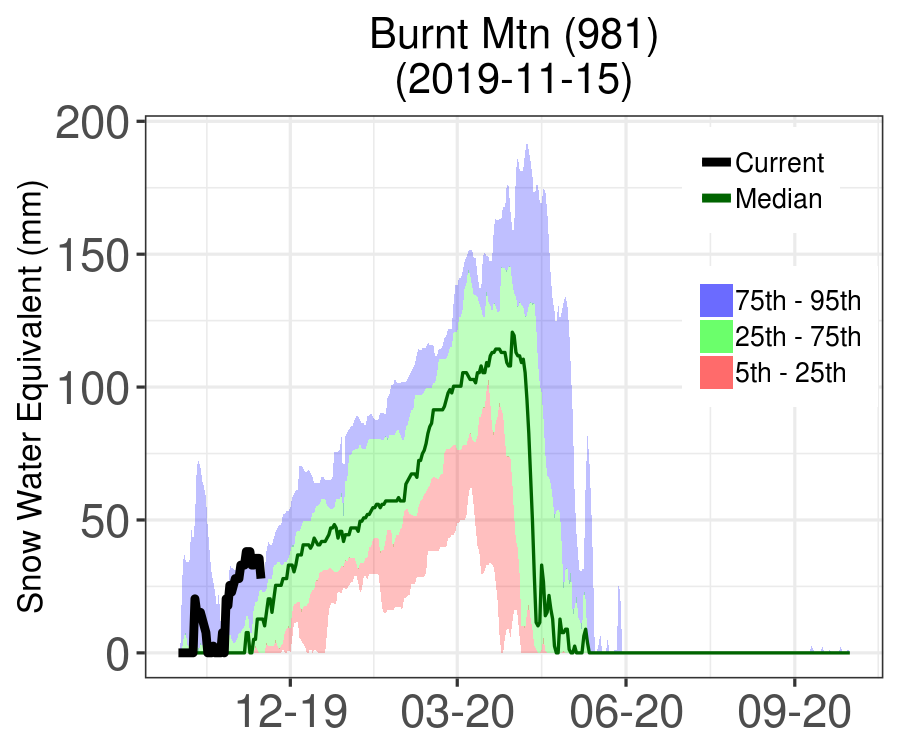 Burnt Mtn (981)
(2019-11-15)
Snow Water Equivalent (mm)
200
150
100
50
0
Current
Median
75th - 95th
25th - 75th
5th - 25th
12-19 03-20 06-20 09-20